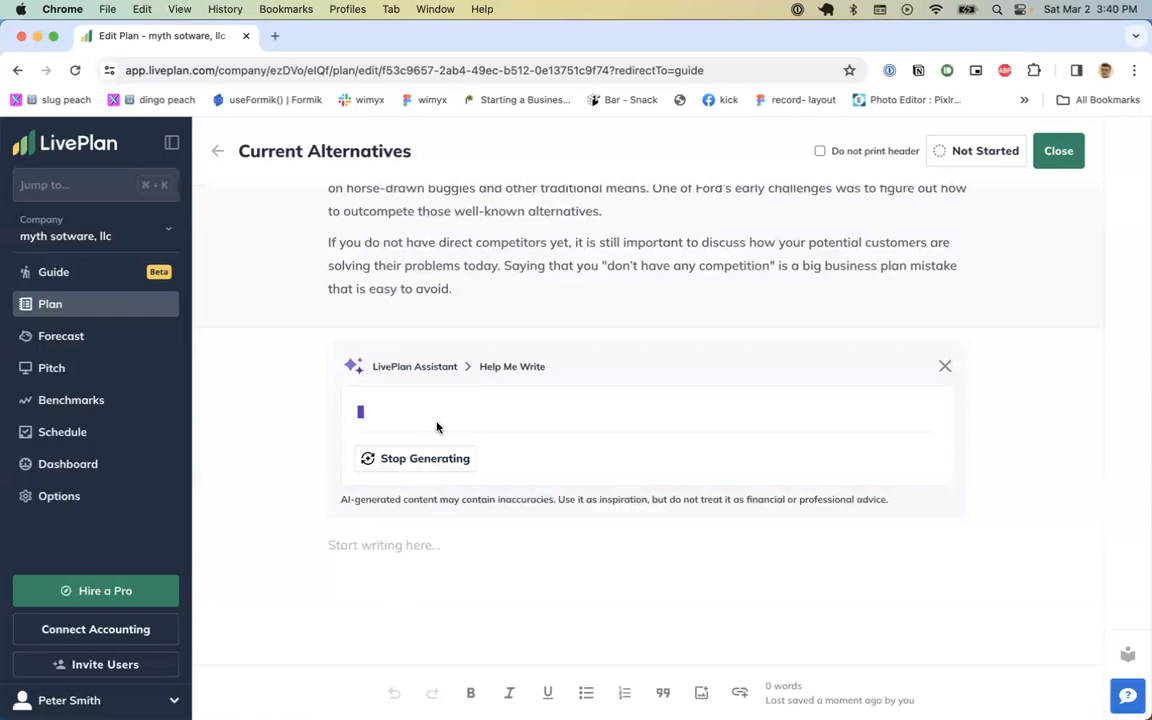 Chrome File Edit View History Bookmarks Profiles Tab Window Help Sat Mar 2 3:40 PM
Edit Plan - myth sotware, llc
app.liveplan.com/company/ezDVo/elQf/plan/edit/f53c9657-2ab4-49ec-b512-0e13751c9f74?redirectTo=guide
slug peach dingo peach useFormik() | Formik wimyx wimyx Starting a Business,... Bar - Snack kick record- layout Photo Editor : Pixlr... » All Bookmarks
LivePlan
Jump to... ⌘ + K
Company
myth sotware, llc
Guide Beta
Plan
Forecast
Pitch
Benchmarks
Schedule
Dashboard
Options
Hire a Pro
Connect Accounting
Invite Users
Peter Smith
Current Alternatives
Do not print header
Not Started
Close
on horse-drawn buggies and other traditional means. One of Ford's early challenges was to figure out how
to outcompete those well-known alternatives.
If you do not have direct competitors yet, it is still important to discuss how your potential customers are
solving their problems today. Saying that you "don't have any competition" is a big business plan mistake
that is easy to avoid.
LivePlan Assistant > Help Me Write
Stop Generating
AI-generated content may contain inaccuracies. Use it as inspiration, but do not treat it as financial or professional advice.
Start writing here...
B I U
0 words
Last saved a moment ago by you